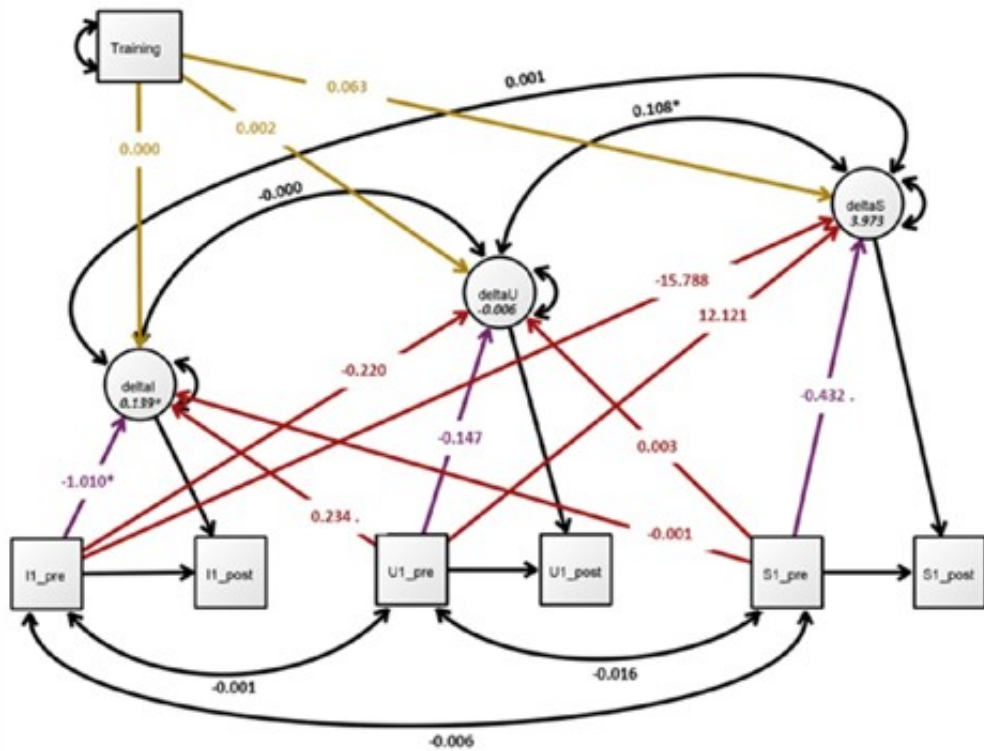 Training
0.001
0.063
0.108*
0.002
0.000
-0.000
deltaS
3.973
-15.788
deltaU
-0.006
12.121
-0.220
deltaI
0.139*
-0.432 .
-0.147
0.003
-1.010*
0.234 .
-0.001
I1_pre
I1_post
U1_pre
U1_post
S1_pre
S1_post
-0.001
-0.016
-0.006